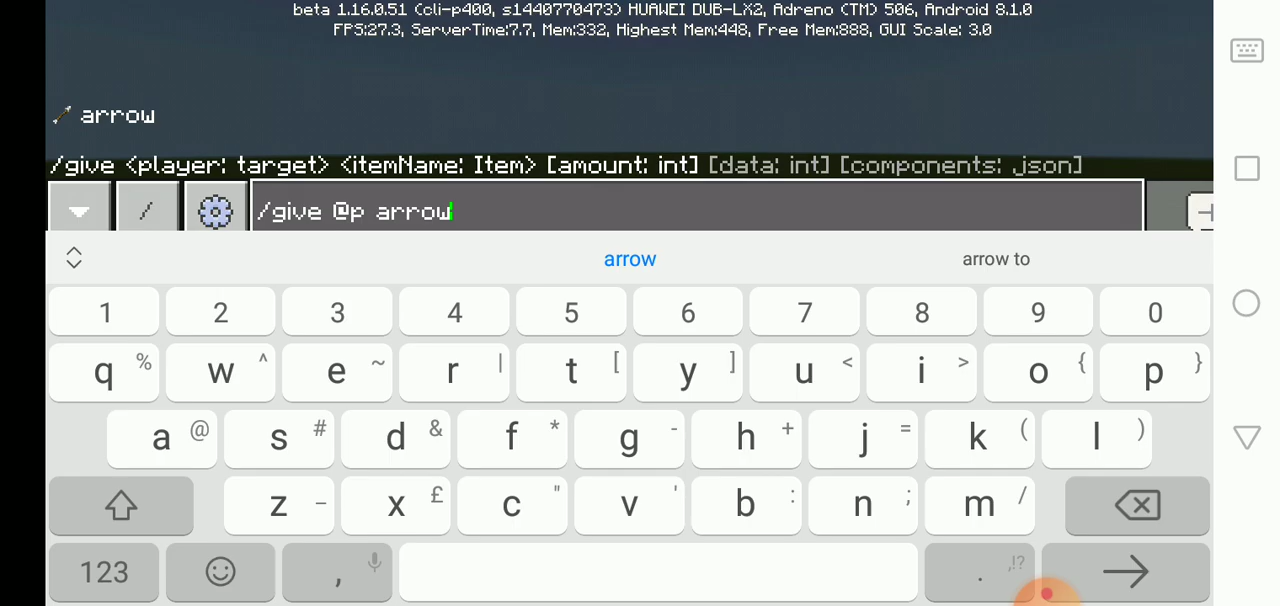 beta 1.16.0.51 (cli-p400, s1440770473) HUAWEI DUB-LX2, Adreno (TM) 506, Android 8.1.0
FPS:27.3, ServerTime:7.7, Mem:332, Highest Mem:448, Free Mem:888, GUI Scale: 3.0
arrow
/give <player: target> <itemName: Item> [amount: int] [data: int] [components: json]
/ /give @p arrow
arrow arrow to
1 2 3 4 5 6 7 8 9 0
q % w ^ e ~ r | t [ y ] u < i > o { p }
a @ s # d & f * g - h + j = k ( l )
z _ x £ c " v ' b : n ; m /
123 , . ,!?